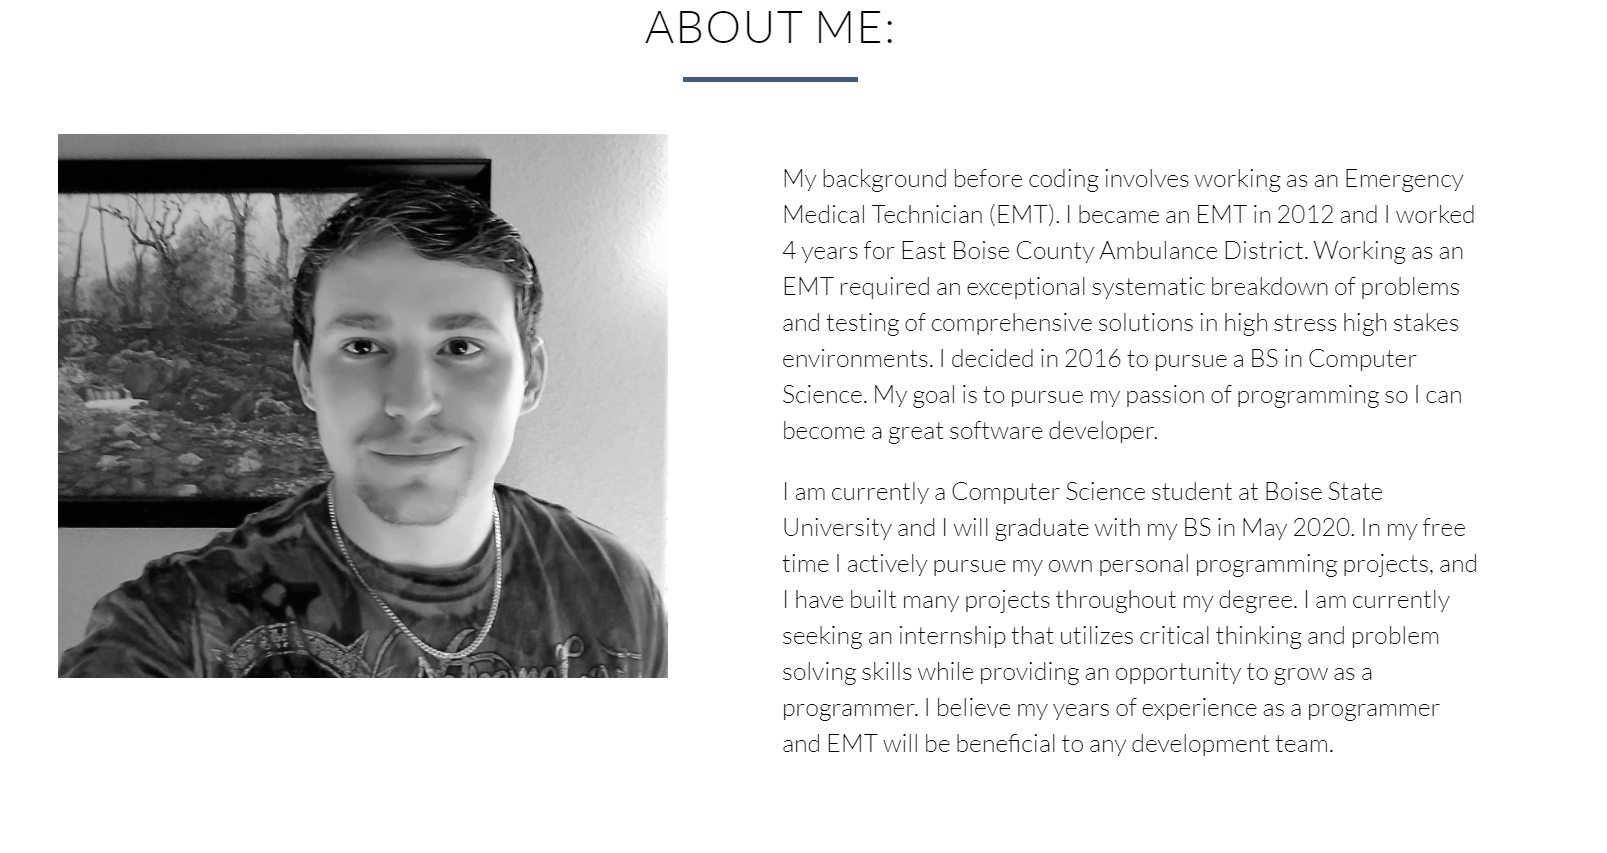 ABOUT ME:
My background before coding involves working as an Emergency
Medical Technician (EMT). I became an EMT in 2012 and I worked
4 years for East Boise County Ambulance District. Working as an
EMT required an exceptional systematic breakdown of problems
and testing of comprehensive solutions in high stress high stakes
environments. I decided in 2016 to pursue a BS in Computer
Science. My goal is to pursue my passion of programming so I can
become a great software developer.
I am currently a Computer Science student at Boise State
University and I will graduate with my BS in May 2020. In my free
time I actively pursue my own personal programming projects, and
I have built many projects throughout my degree. I am currently
seeking an internship that utilizes critical thinking and problem
solving skills while providing an opportunity to grow as a
programmer. I believe my years of experience as a programmer
and EMT will be beneficial to any development team.